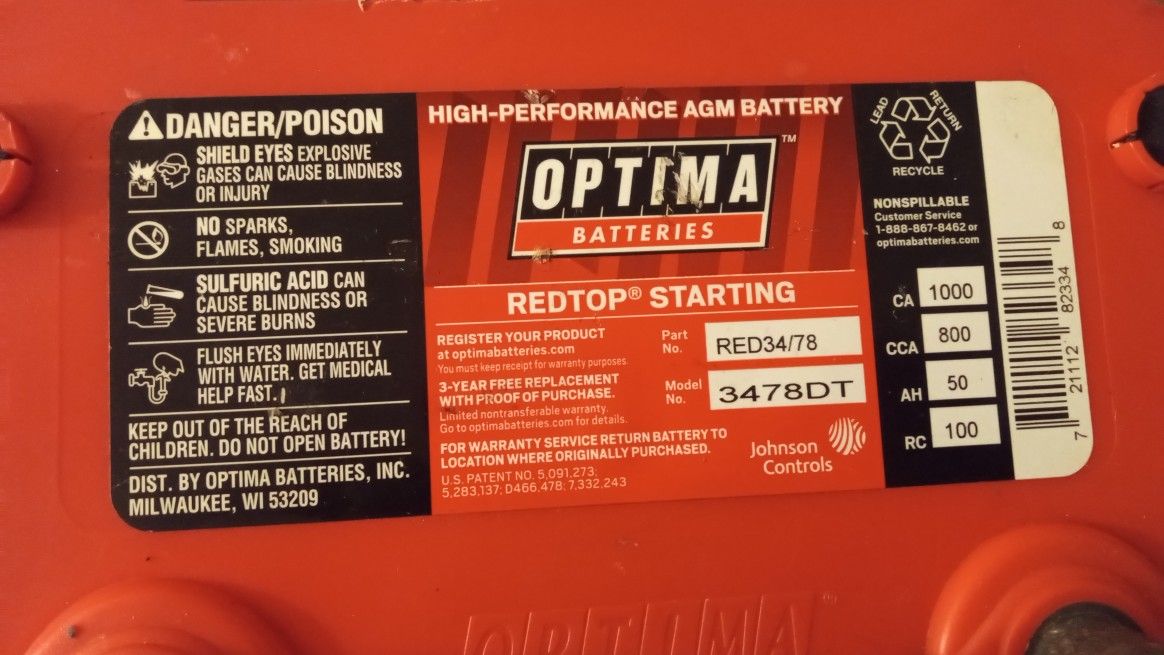 DANGER/POISON
SHIELD EYES EXPLOSIVE
GASES CAN CAUSE BLINDNESS
OR INJURY
NO SPARKS,
FLAMES, SMOKING
SULFURIC ACID CAN
CAUSE BLINDNESS OR
SEVERE BURNS
FLUSH EYES IMMEDIATELY
WITH WATER. GET MEDICAL
HELP FAST.
KEEP OUT OF THE REACH OF
CHILDREN. DO NOT OPEN BATTERY!
DIST. BY OPTIMA BATTERIES, INC.
MILWAUKEE, WI 53209
HIGH-PERFORMANCE AGM BATTERY
OPTIMA™
BATTERIES
REDTOP® STARTING
REGISTER YOUR PRODUCT
at optimabatteries.com
You must keep receipt for warranty purposes.
3-YEAR FREE REPLACEMENT
WITH PROOF OF PURCHASE.
Limited nontransferable warranty.
Go to optimabatteries.com for details.
FOR WARRANTY SERVICE RETURN BATTERY TO
LOCATION WHERE ORIGINALLY PURCHASED.
U.S. PATENT NO. 5,091,273;
5,283,137; D466,478; 7,332,243
Part
No.
RED34/78
Model
No.
3478DT
Johnson
Controls
LEAD
RETURN
RECYCLE
NONSPILLABLE
Customer Service
1-888-867-8462 or
optimabatteries.com
CA 1000
CCA 800
AH 50
RC 100
7 21112 82334 8
OPTIMA